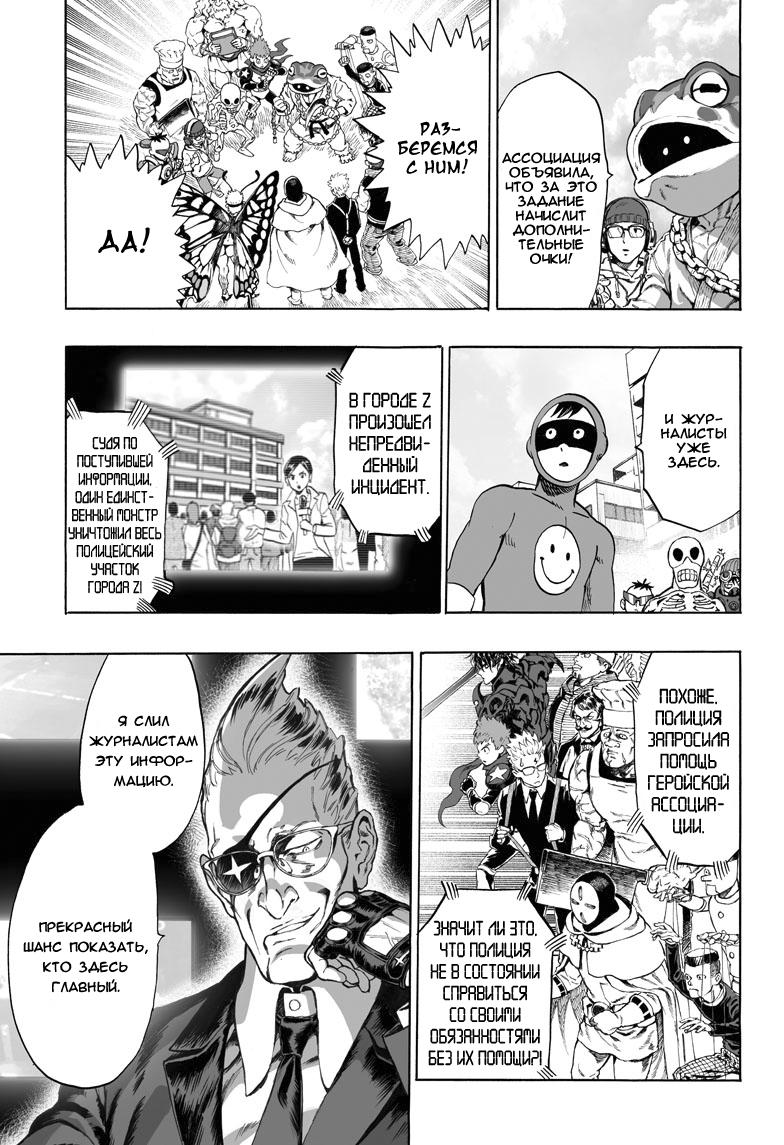 АССОЦИАЦИЯ
ОБЪЯВИЛА,
ЧТО ЗА ЭТО
ЗАДАНИЕ
НАЧИСЛИТ
ДОПОЛНИ-
ТЕЛЬНЫЕ
ОЧКИ!
РАЗ-
БЕРЕМСЯ
С НИМ!
ДА!
И ЖУР-
НАЛИСТЫ
УЖЕ
ЗДЕСЬ.
В ГОРОДЕ Z
ПРОИЗОШЕЛ
НЕПРЕДВИ-
ДЕННЫЙ
ИНЦИДЕНТ.
СУДЯ ПО
ПОСТУПИВШЕЙ
ИНФОРМАЦИИ,
ОДИН ЕДИНСТ-
ВЕННЫЙ МОНСТР
УНИЧТОЖИЛ ВЕСЬ
ПОЛИЦЕЙСКИЙ
УЧАСТОК
ГОРОДА Z!
ПОХОЖЕ,
ПОЛИЦИЯ
ЗАПРОСИЛА
ПОМОЩЬ
ГЕРОЙСКОЙ
АССОЦИА-
ЦИИ.
ЗНАЧИТ ЛИ ЭТО,
ЧТО ПОЛИЦИЯ
НЕ В СОСТОЯНИИ
СПРАВИТЬСЯ
СО СВОИМИ
ОБЯЗАННОСТЯМИ
БЕЗ ИХ ПОМОЩИ?!
Я СЛИЛ
ЖУРНАЛИСТАМ
ЭТУ ИНФОР-
МАЦИЮ.
ПРЕКРАСНЫЙ
ШАНС ПОКАЗАТЬ,
КТО ЗДЕСЬ
ГЛАВНЫЙ.